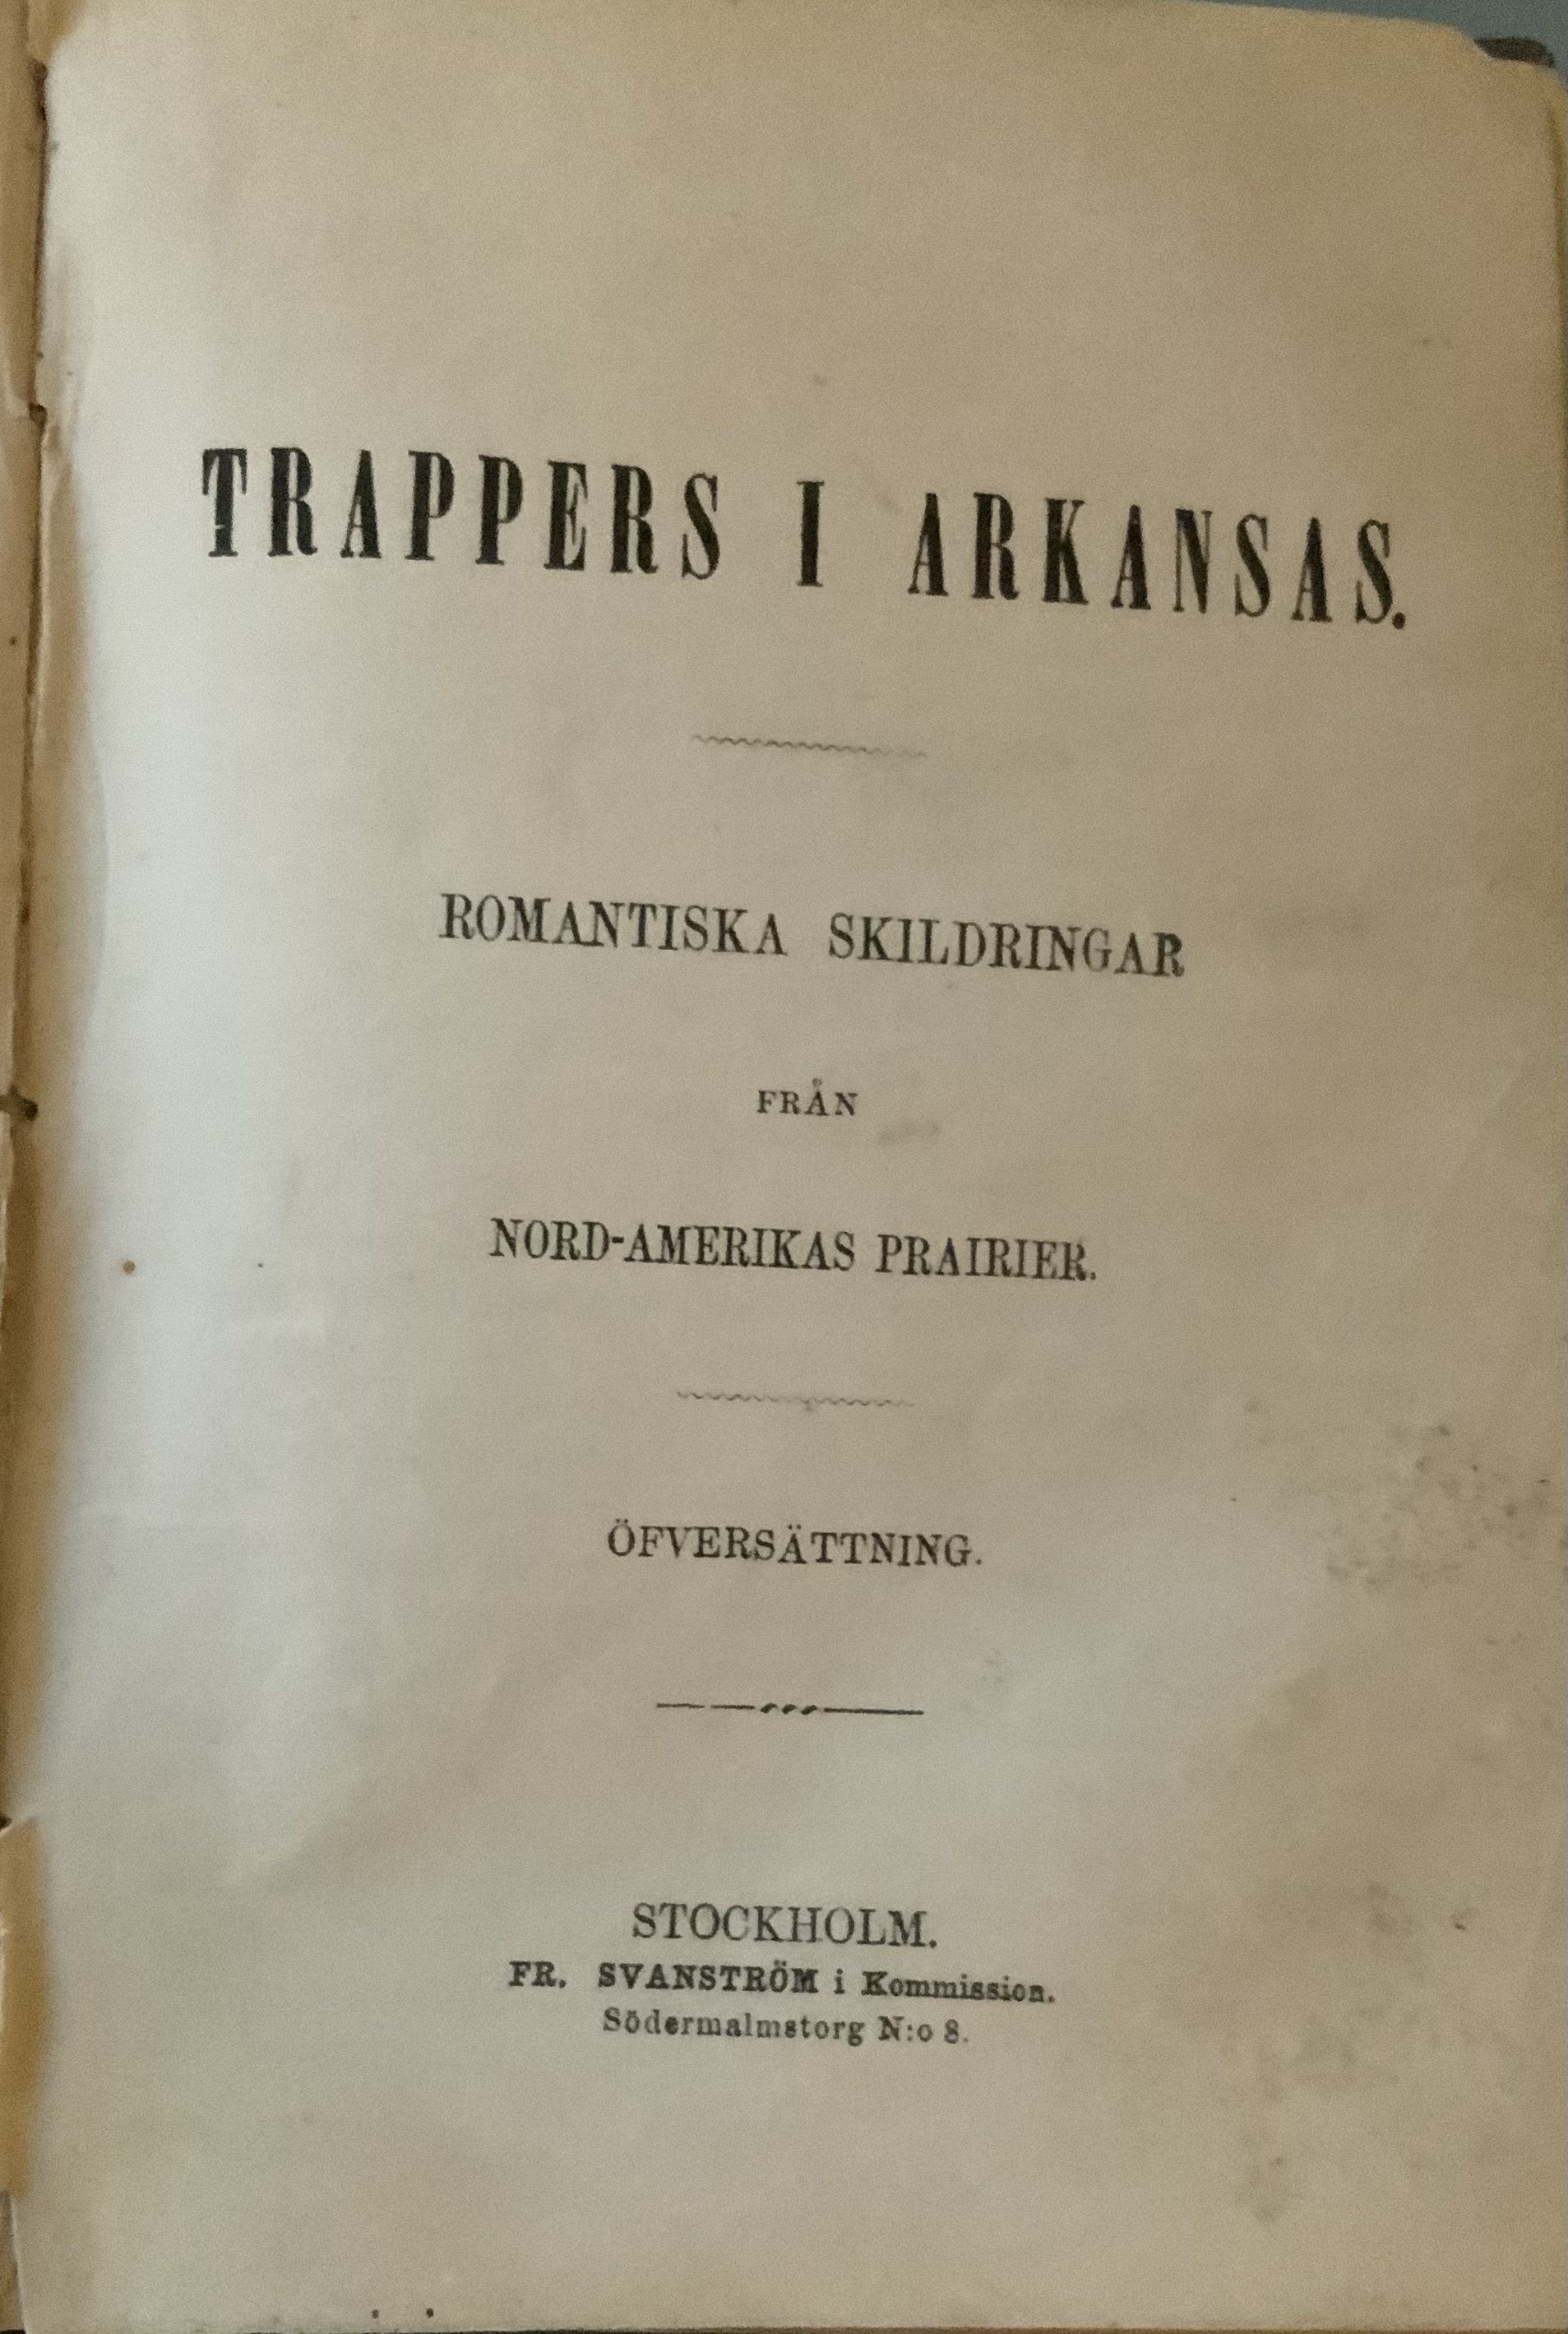 TRAPPERS I ARKANSAS.
ROMANTISKA SKILDRINGAR
FRÅN
NORD-AMERIKAS PRAIRIER.
ÖFVERSÄTTNING.
STOCKHOLM.
FR. SVANSTRÖM i Kommission.
Södermalmstorg N:o 8.